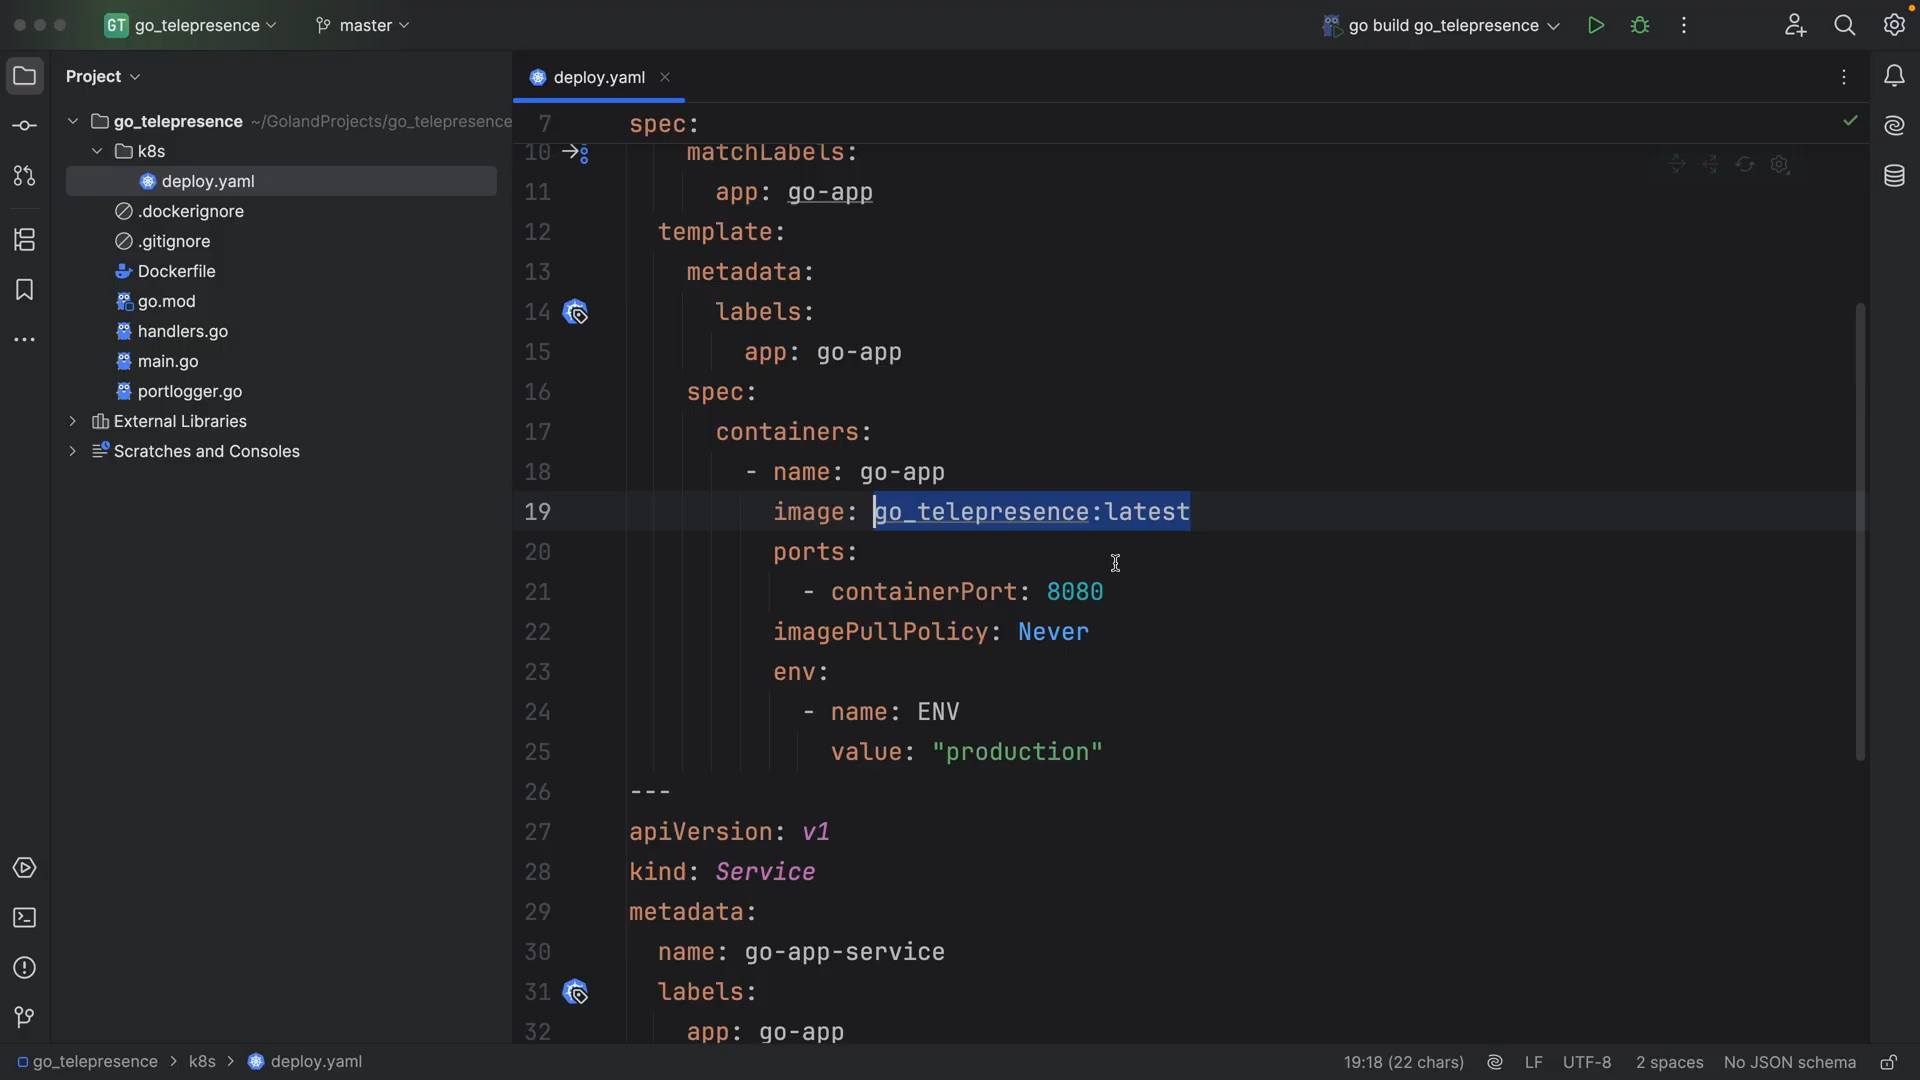 GT go_telepresence
master
go build go_telepresence
Project
go_telepresence ~/GolandProjects/go_telepresence
k8s
deploy.yaml
.dockerignore
.gitignore
Dockerfile
go.mod
handlers.go
main.go
portlogger.go
External Libraries
Scratches and Consoles
deploy.yaml
7 spec:
10 matchLabels:
11 app: go-app
12 template:
13 metadata:
14 labels:
15 app: go-app
16 spec:
17 containers:
18 - name: go-app
19 image: go_telepresence:latest
20 ports:
21 - containerPort: 8080
22 imagePullPolicy: Never
23 env:
24 - name: ENV
25 value: "production"
26 ---
27 apiVersion: v1
28 kind: Service
29 metadata:
30 name: go-app-service
31 labels:
32 app: go-app
go_telepresence > k8s > deploy.yaml
19:18 (22 chars) LF UTF-8 2 spaces No JSON schema